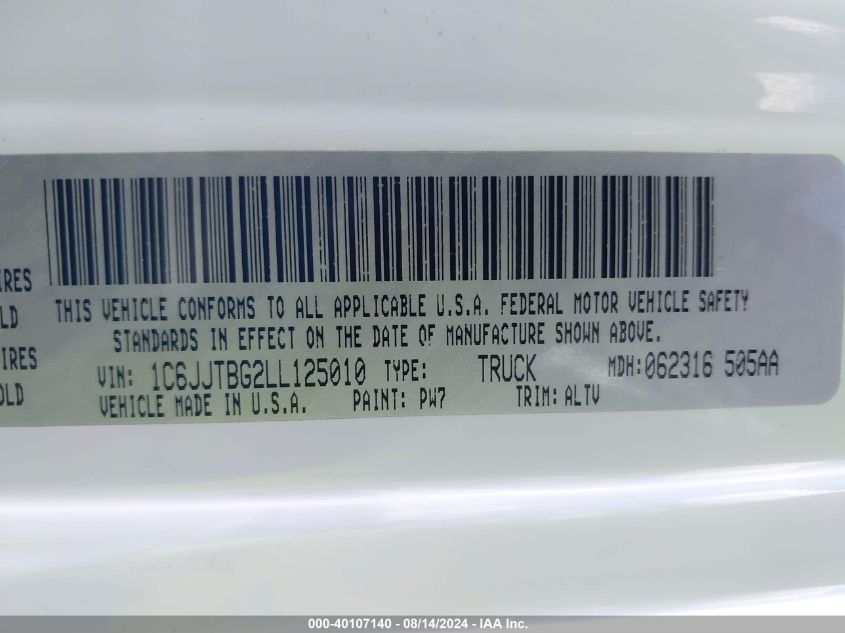 IRES
THIS VEHICLE CONFORMS TO ALL APPLICABLE U.S.A. FEDERAL MOTOR VEHICLE SAFETY
LD
STANDARDS IN EFFECT ON THE DATE OF MANUFACTURE SHOWN ABOVE.
IRES
VIN: 1C6JJTBG2LL125010 TYPE: TRUCK MDH:062316 505AA
OLD
VEHICLE MADE IN U.S.A. PAINT: PW7 TRIM: ALTV
000-40107140 - 08/14/2024 - IAA Inc.